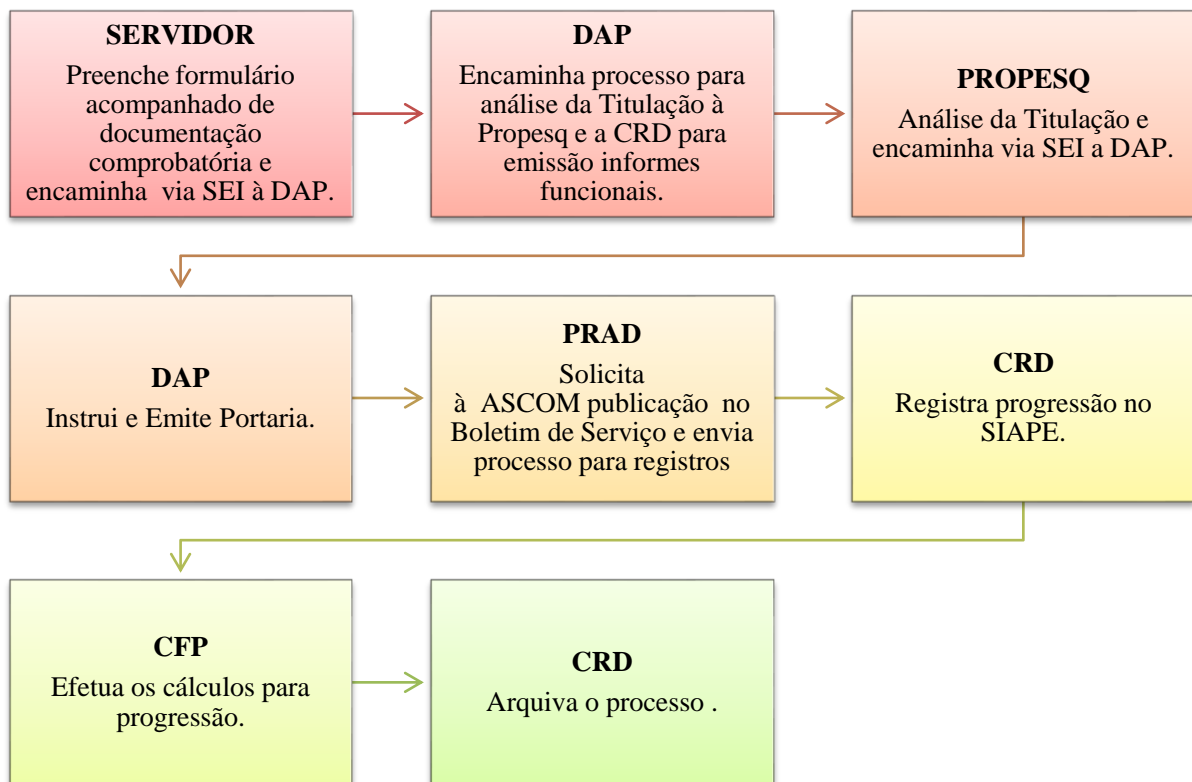 SERVIDOR
Preenche formulário
acompanhado de
documentação
comprobatória e
encaminha via SEI à DAP.
DAP
Encaminha processo para
análise da Titulação à
Propesq e a CRD para
emissão informes
funcionais.
PROPESQ
Análise da Titulação e
encaminha via SEI a DAP.
DAP
Instrui e Emite Portaria.
PRAD
Solicita
à ASCOM publicação no
Boletim de Serviço e envia
processo para registros
CRD
Registra progressão no
SIAPE.
CFP
Efetua os cálculos para
progressão.
CRD
Arquiva o processo .